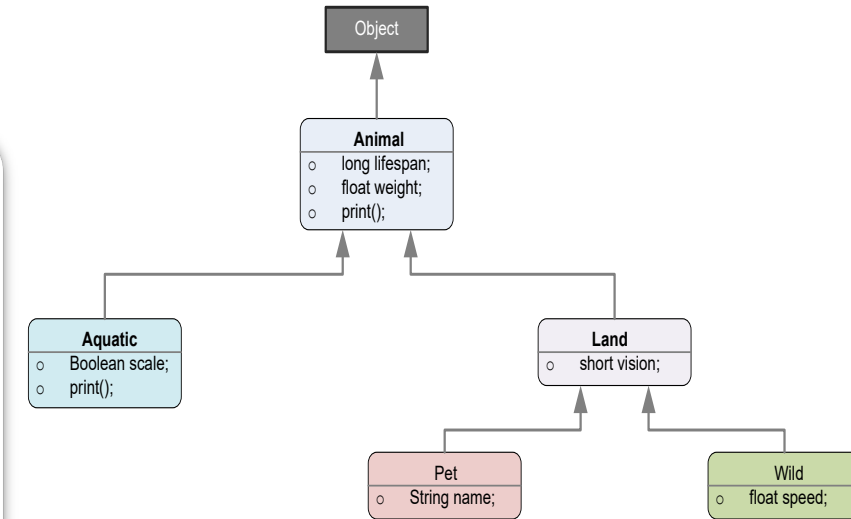 Object
Animal
○ long lifespan;
○ float weight;
○ print();
Aquatic
○ Boolean scale;
○ print();
Land
○ short vision;
Pet
○ String name;
Wild
○ float speed;